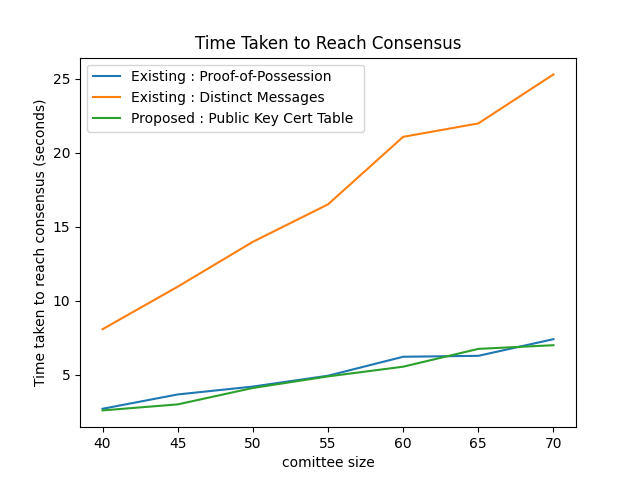 Time Taken to Reach Consensus
Existing : Proof-of-Possession
Existing : Distinct Messages
Proposed : Public Key Cert Table
Time taken to reach consensus (seconds)
25
20
15
10
5
40 45 50 55 60 65 70
comittee size